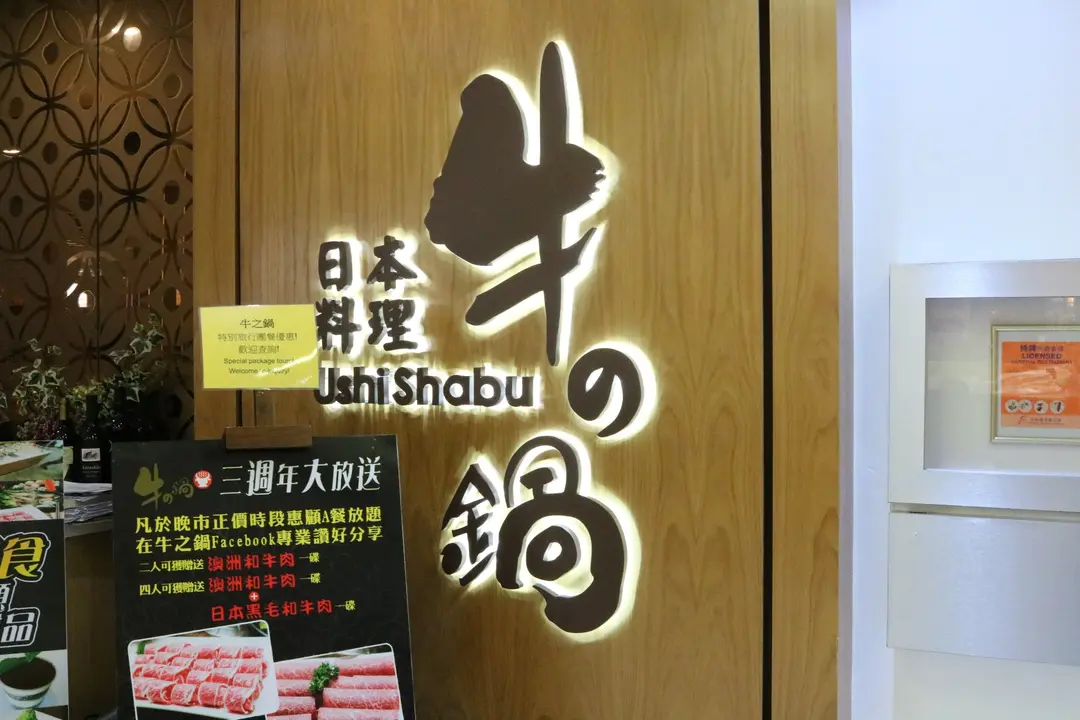 牛の鍋
日本
料理
Ushi Shabu
牛之鍋
特別旅行團餐優惠!
歡迎查詢!
Special package tour!
牛の鍋 三週年大放送
凡於晚市正價時段惠顧A餐放題
在牛之鍋Facebook專業讚好分享
二人可獲贈送 澳洲和牛肉 一碟
四人可獲贈送 澳洲和牛肉 一碟
+
日本黑毛和牛肉 一碟
食
品
LICENSED